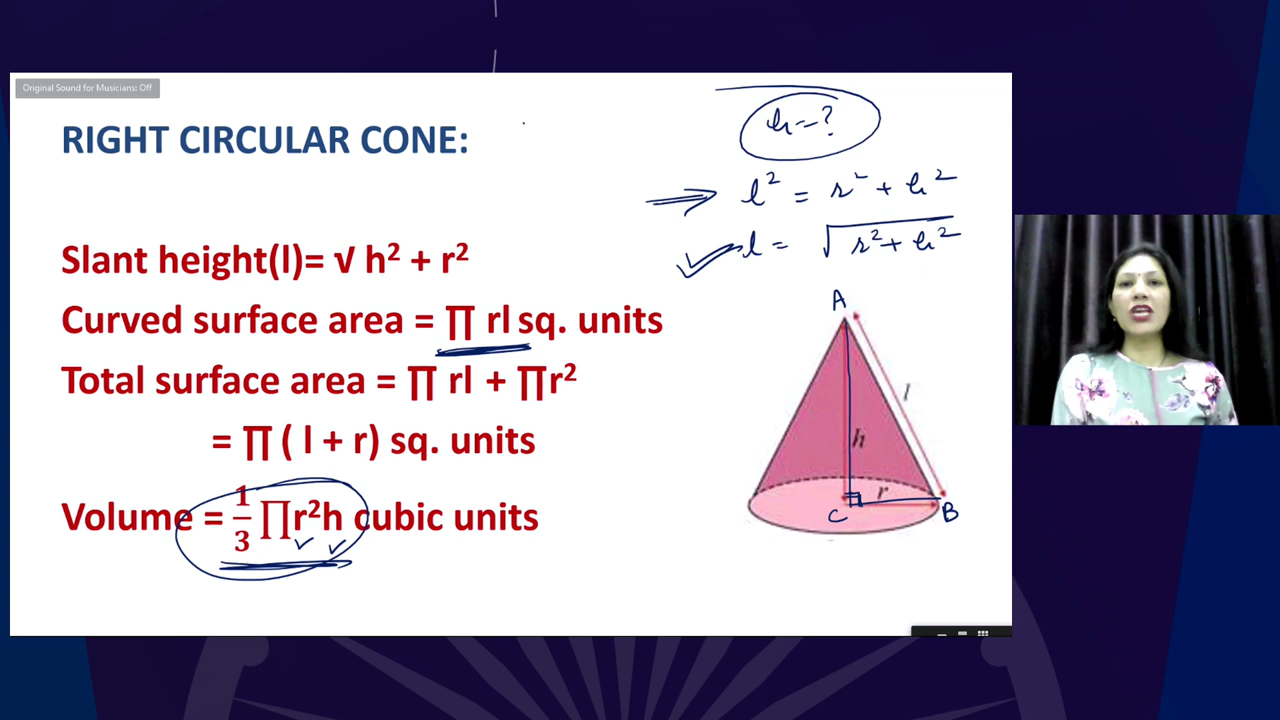 Original Sound for Musicians: Off
RIGHT CIRCULAR CONE:
h = ?
l² = r² + h²
l = √r² + h²
Slant height(l)= √ h² + r²
Curved surface area = ∏ rl sq. units
Total surface area = ∏ rl + ∏r²
= ∏ ( l + r) sq. units
Volume = 1/3 ∏r²h cubic units
A
l
h
r
C
B